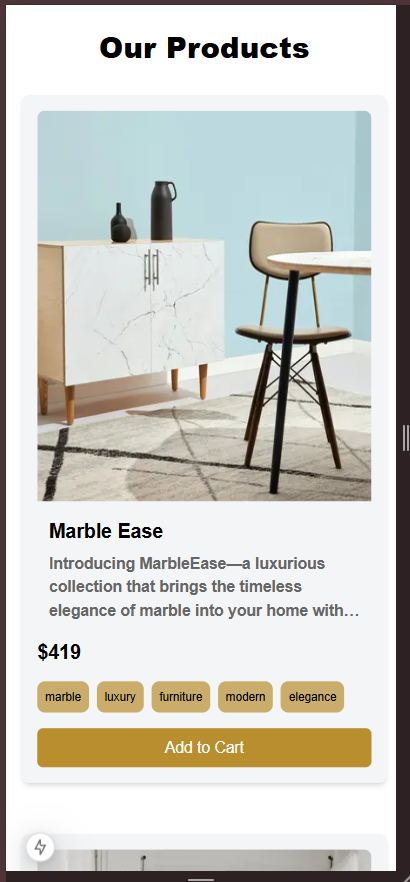 Our Products
Marble Ease
Introducing MarbleEase—a luxurious
collection that brings the timeless
elegance of marble into your home with…
$419
marble luxury furniture modern elegance
Add to Cart